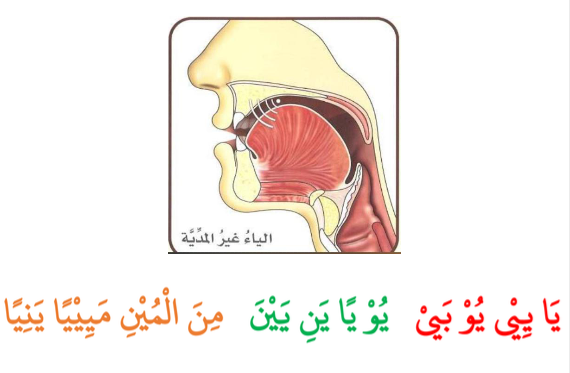 الياءُ غيرُ المدِّيَّة
يَا يِيْ يُوْ بَيْ يُوْ يًا يَنِ يَيْنَ مِنَ الْمُيْنِ مَيِيْيًا يَنِيًا